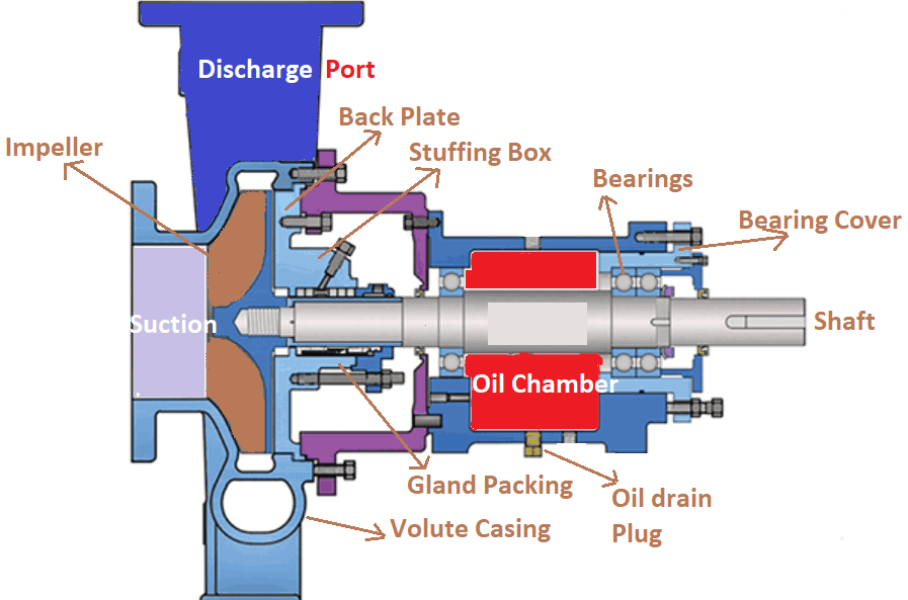 Discharge Port
Back Plate
Impeller
Stuffing Box
Bearings
Bearing Cover
Suction
Shaft
Oil Chamber
Gland Packing
Oil drain
Plug
Volute Casing